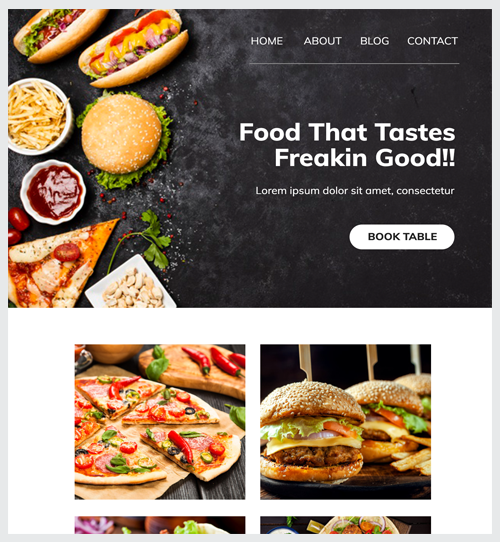 HOME ABOUT BLOG CONTACT
Food That Tastes
Freakin Good!!
Lorem ipsum dolor sit amet, consectetur
BOOK TABLE